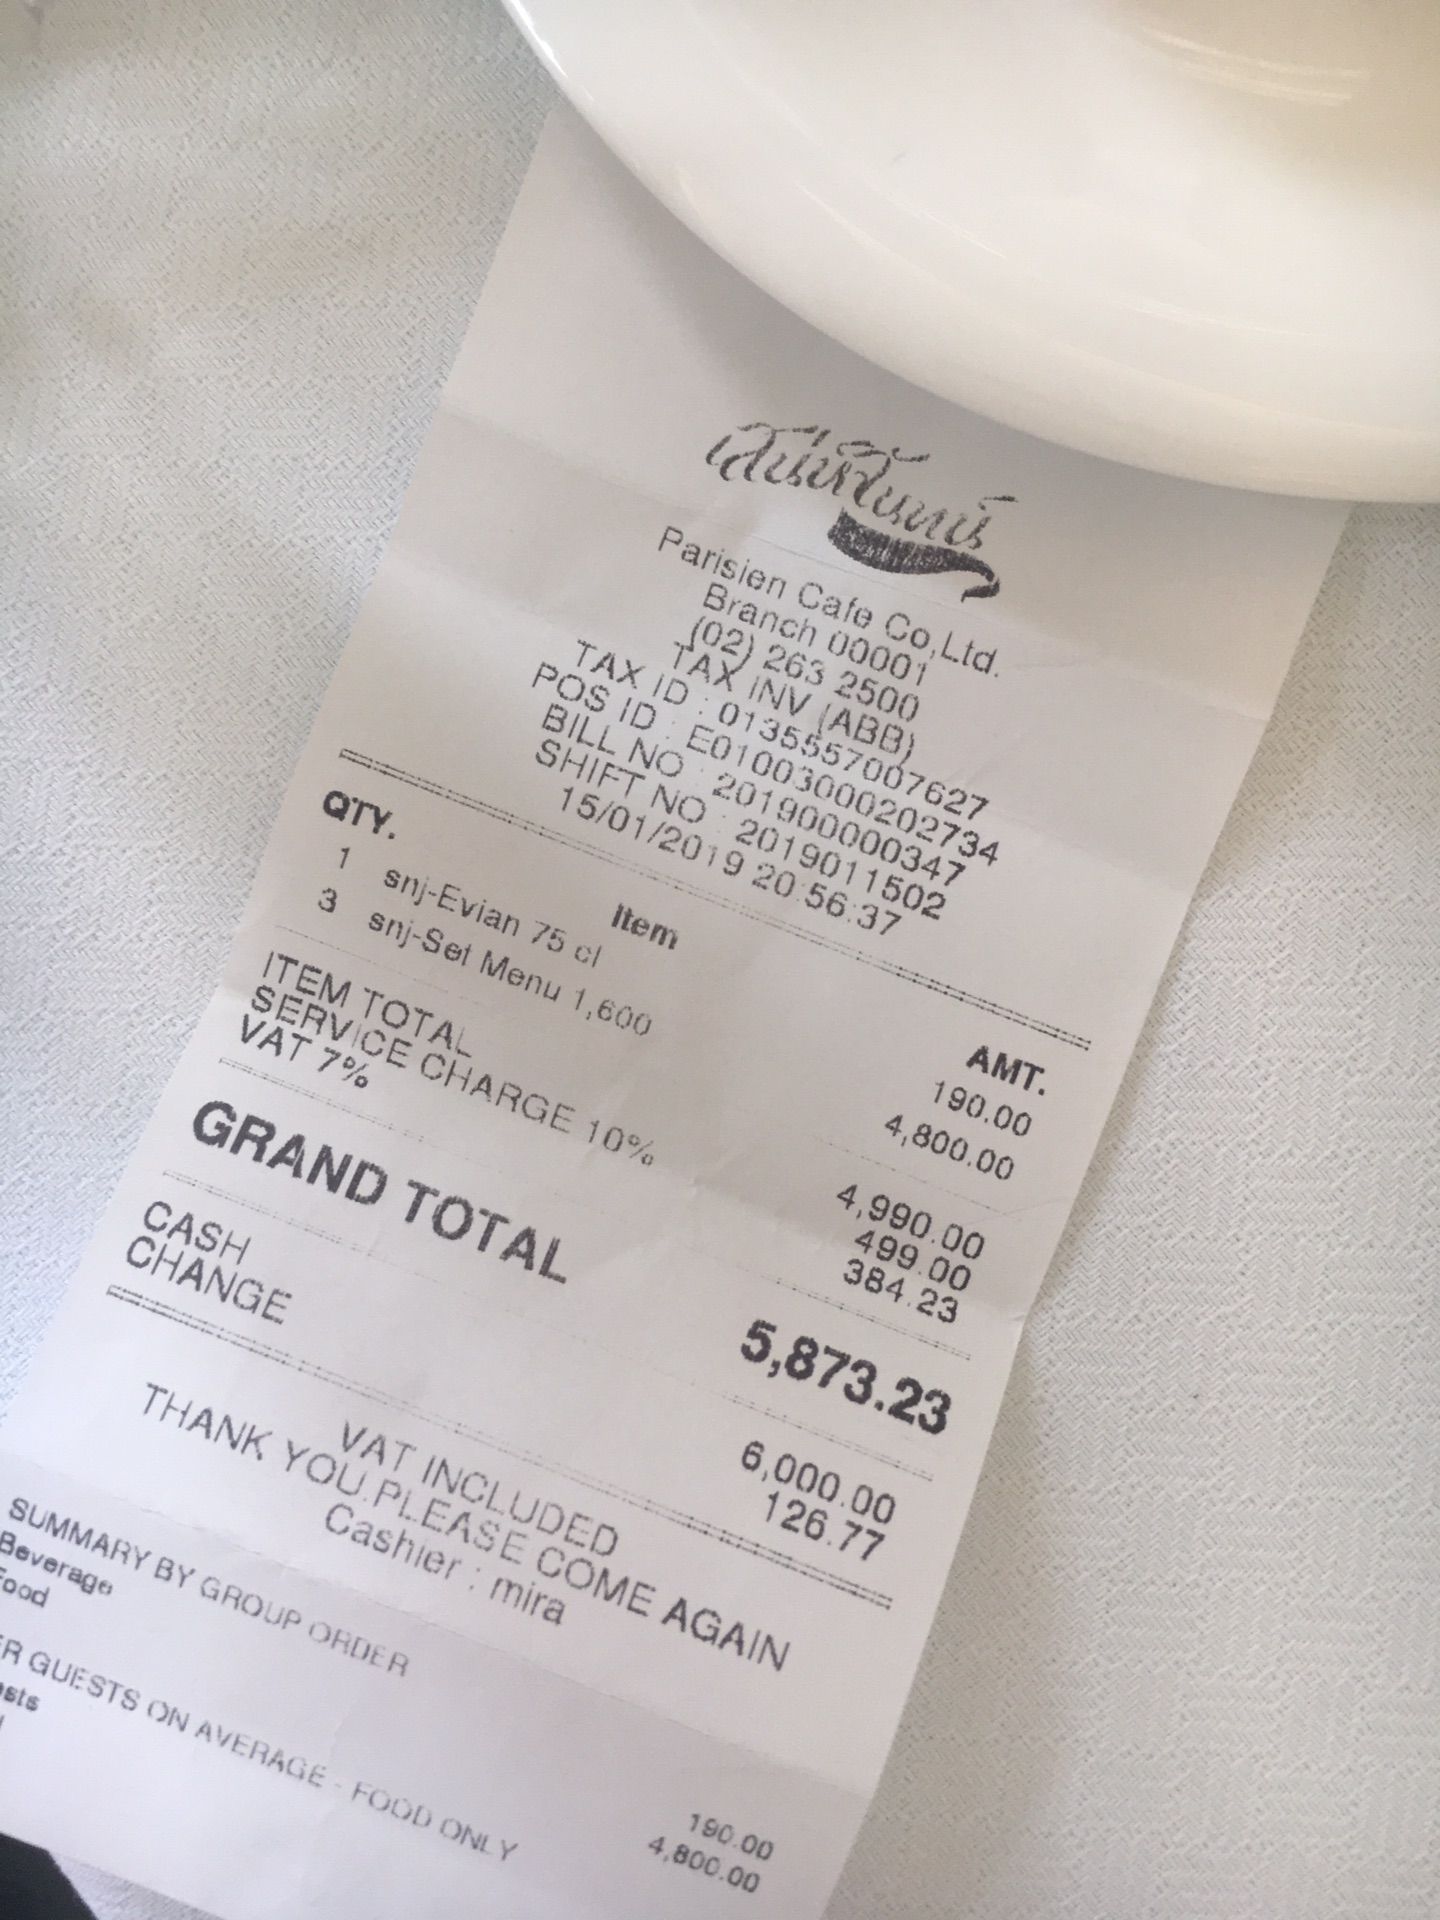 เสน่ห์จันทน์
Parisien Cafe Co,Ltd.
Branch 00001
(02) 263 2500
TAX INV (ABB)
TAX ID : 0135557007627
POS ID : E01003000202734
BILL NO : 201900000347
SHIFT NO : 2019011502
15/01/2019 20:56:37
QTY. Item AMT.
1 snj-Evian 75 cl 190.00
3 snj-Set Menu 1,600 4,800.00
ITEM TOTAL 4,990.00
SERVICE CHARGE 10% 499.00
VAT 7% 384.23
GRAND TOTAL 5,873.23
CASH 6,000.00
CHANGE 126.77
VAT INCLUDED
THANK YOU.PLEASE COME AGAIN
Cashier : mira
SUMMARY BY GROUP ORDER
Beverage 190.00
Food 4,800.00
GUESTS ON AVERAGE - FOOD ONLY